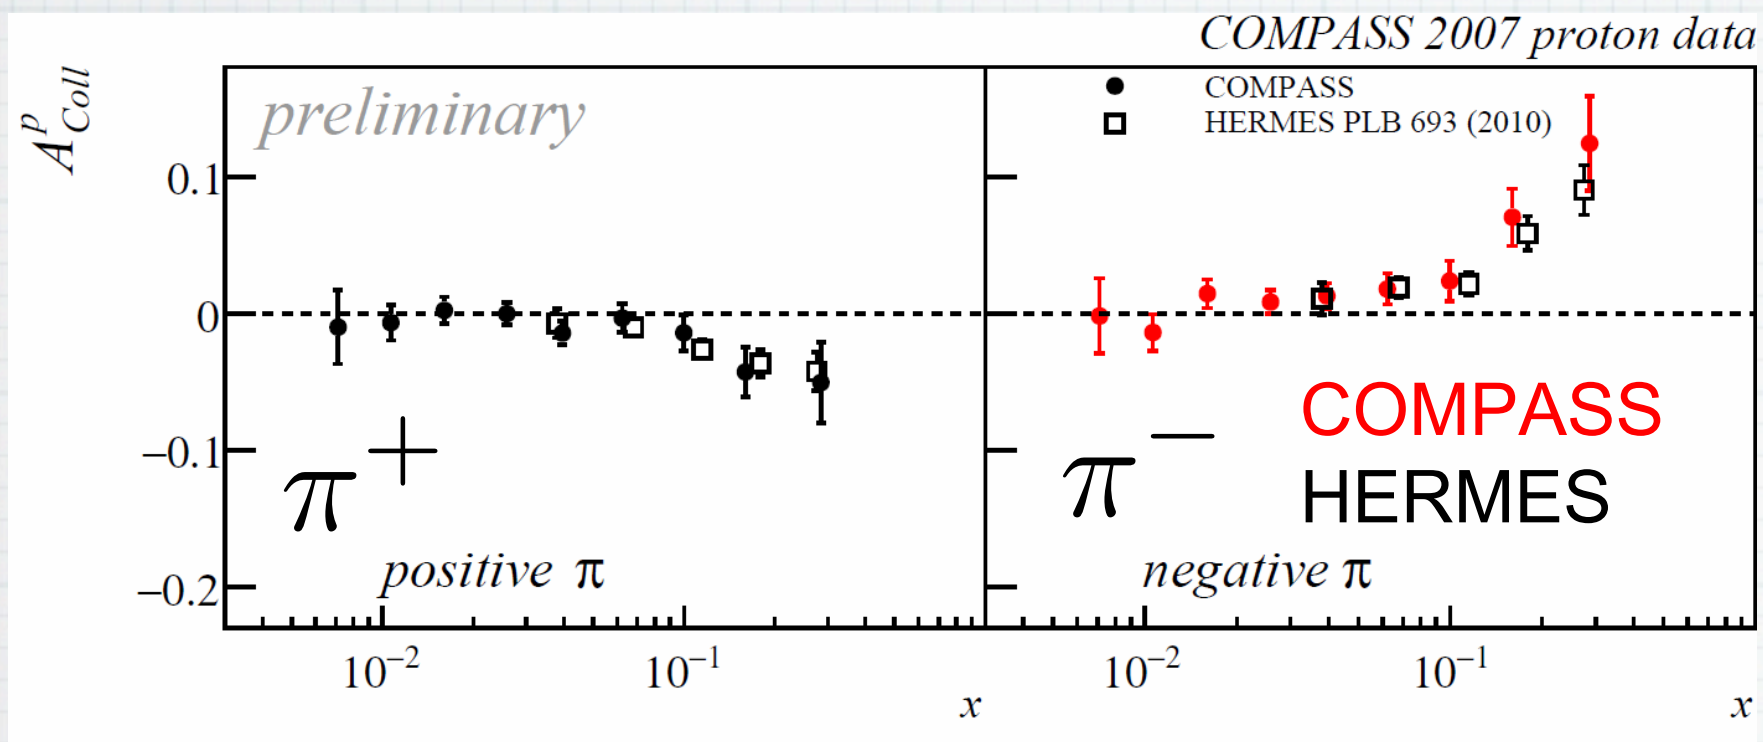 COMPASS 2007 proton data
A^p_Coll
preliminary
COMPASS
HERMES PLB 693 (2010)
0.1
0
−0.1
−0.2
π+
positive π
π−
COMPASS
HERMES
negative π
10^−2
10^−1
x
10^−2
10^−1
x